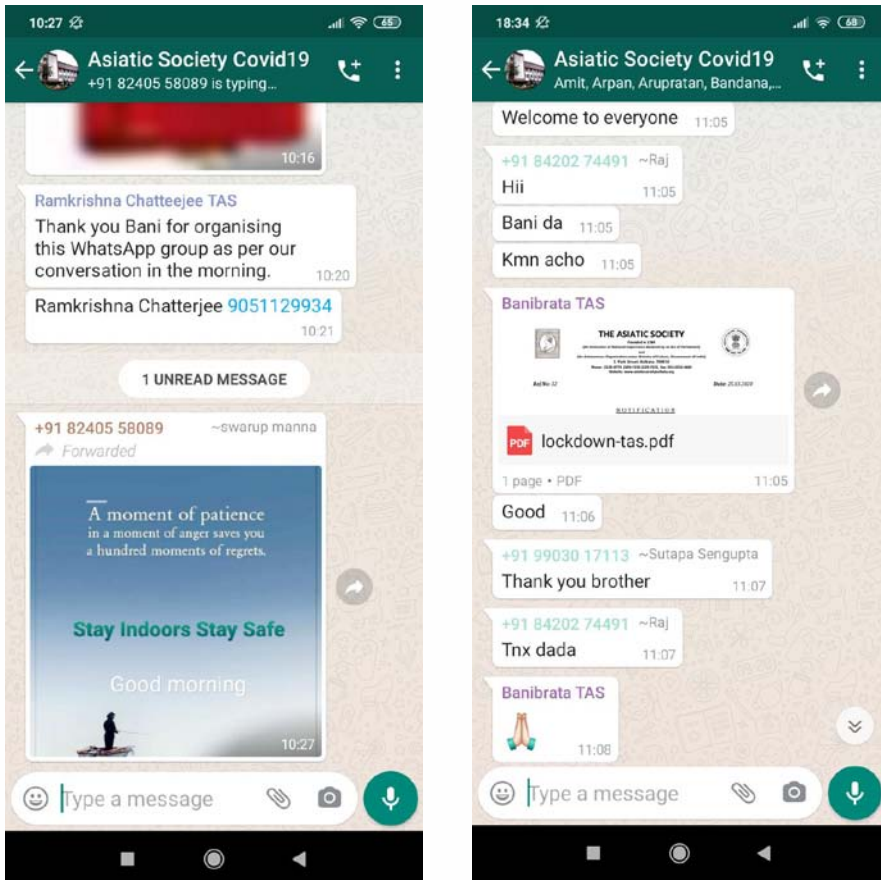 10:27
65
Asiatic Society Covid19
+91 82405 58089 is typing...
10:16
Ramkrishna Chatteejee TAS
Thank you Bani for organising
this WhatsApp group as per our
conversation in the morning.
10:20
Ramkrishna Chatterjee 9051129934
10:21
1 UNREAD MESSAGE
+91 82405 58089 ~swarup manna
Forwarded
A moment of patience
in a moment of anger saves you
a hundred moments of regrets.
Stay Indoors Stay Safe
Good morning
10:27
Type a message
18:34
68
Asiatic Society Covid19
Amit, Arpan, Arupratan, Bandana,...
Welcome to everyone 11:05
+91 84202 74491 ~Raj
Hii 11:05
Bani da 11:05
Kmn acho 11:05
Banibrata TAS
THE ASIATIC SOCIETY
Date: 25.03.2020
NOTIFICATION
PDF lockdown-tas.pdf
1 page • PDF 11:05
Good 11:06
+91 99030 17113 ~Sutapa Sengupta
Thank you brother 11:07
+91 84202 74491 ~Raj
Tnx dada 11:07
Banibrata TAS
🙏🏻
11:08
Type a message